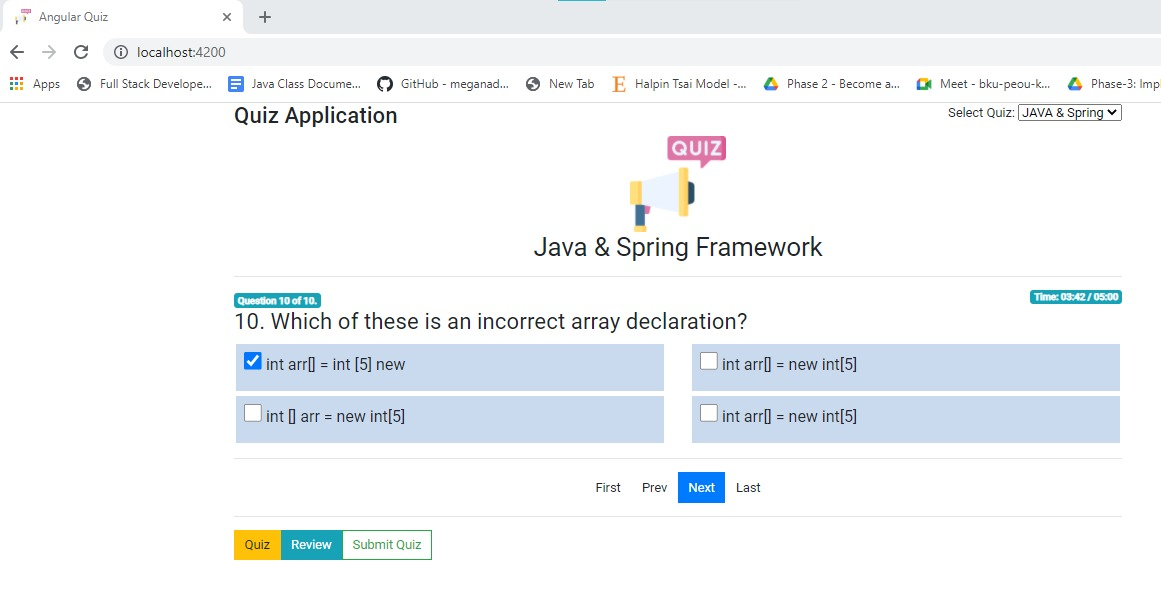 Angular Quiz
localhost:4200
Apps Full Stack Develope... Java Class Docume... GitHub - meganad... New Tab Halpin Tsai Model -... Phase 2 - Become a... Meet - bku-peou-k... Phase-3: Impl
Quiz Application Select Quiz: JAVA & Spring
QUIZ
Java & Spring Framework
Question 10 of 10. Time: 03:42 / 05:00
10. Which of these is an incorrect array declaration?
int arr[] = int [5] new int arr[] = new int[5]
int [] arr = new int[5] int arr[] = new int[5]
First Prev Next Last
Quiz Review Submit Quiz